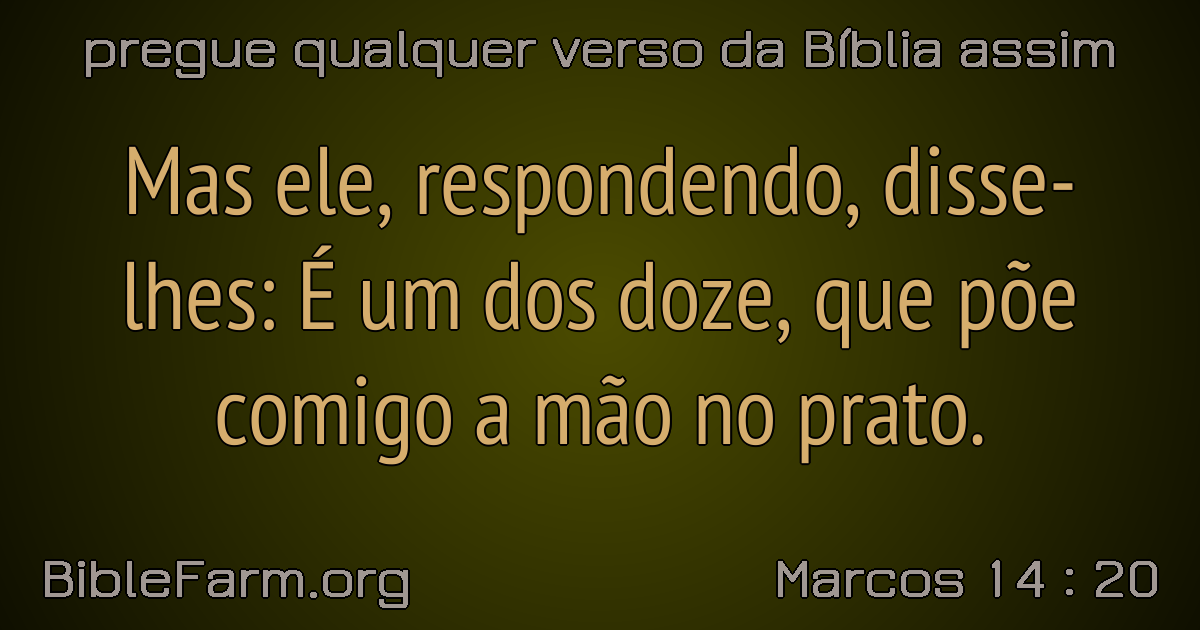 pregue qualquer verso da Bíblia assim
Mas ele, respondendo, disse-
lhes: É um dos doze, que põe
comigo a mão no prato.
BibleFarm.org
Marcos 14 : 20